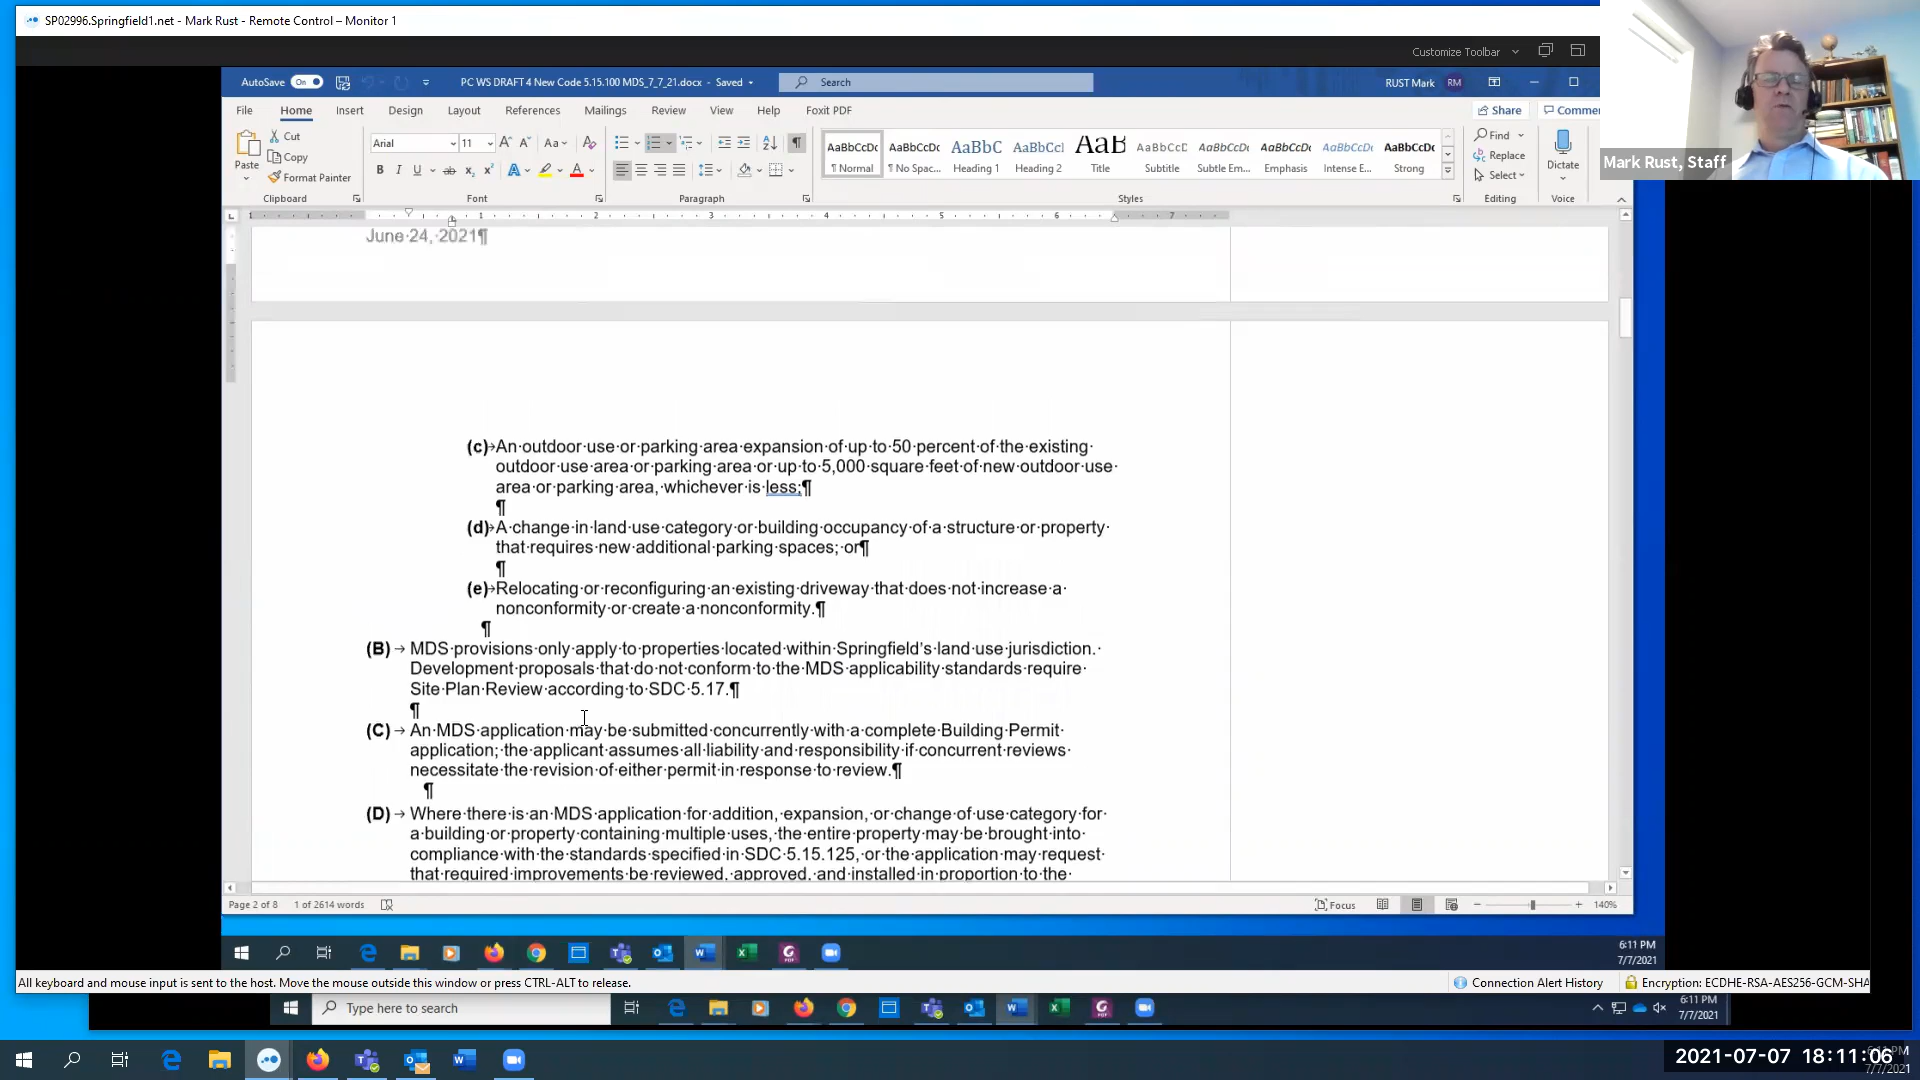 SP02996.Springfield1.net - Mark Rust - Remote Control – Monitor 1
Customize Toolbar
AutoSave On
PC WS DRAFT 4 New Code 5.15.100 MDS_7_7_21.docx - Saved
Search
RUST Mark RM
File Home Insert Design Layout References Mailings Review View Help Foxit PDF
Share Comme
Paste
Cut
Copy
Format Painter
Clipboard
Arial 11
Font
Paragraph
AaBbCcDc AaBbCcDc AaBbC AaBbCcl AaB AaBbCcD AaBbCcDc AaBbCcDc AaBbCcDc AaBbCcDc
¶ Normal ¶ No Spac... Heading 1 Heading 2 Title Subtitle Subtle Em... Emphasis Intense E... Strong
Styles
Find
Replace
Select
Editing
Dictate
Voice
Mark Rust, Staff
1 1 2 3 4 5 6 7
June·24,·2021¶
(c)→An·outdoor·use·or·parking·area·expansion·of·up·to·50·percent·of·the·existing·
outdoor·use·area·or·parking·area·or·up·to·5,000·square·feet·of·new·outdoor·use·
area·or·parking·area,·whichever·is·less;¶
¶
(d)→A·change·in·land·use·category·or·building·occupancy·of·a·structure·or·property·
that·requires·new·additional·parking·spaces;·or¶
¶
(e)→Relocating·or·reconfiguring·an·existing·driveway·that·does·not·increase·a·
nonconformity·or·create·a·nonconformity.¶
¶
(B)→MDS·provisions·only·apply·to·properties·located·within·Springfield's·land·use·jurisdiction.·
Development·proposals·that·do·not·conform·to·the·MDS·applicability·standards·require·
Site·Plan·Review·according·to·SDC·5.17.¶
¶
(C)→An·MDS·application·may·be·submitted·concurrently·with·a·complete·Building·Permit·
application;·the·applicant·assumes·all·liability·and·responsibility·if·concurrent·reviews·
necessitate·the·revision·of·either·permit·in·response·to·review.¶
¶
(D)→Where·there·is·an·MDS·application·for·addition,·expansion,·or·change·of·use·category·for·
a·building·or·property·containing·multiple·uses,·the·entire·property·may·be·brought·into·
compliance·with·the·standards·specified·in·SDC·5.15.125,·or·the·application·may·request·
that·required·improvements·be·reviewed,·approved,·and·installed·in·proportion·to·the·
Page 2 of 8 1 of 2614 words
Focus
140%
6:11 PM
7/7/2021
All keyboard and mouse input is sent to the host. Move the mouse outside this window or press CTRL-ALT to release.
Connection Alert History
Encryption: ECDHE-RSA-AES256-GCM-SHA
Type here to search
6:11 PM
7/7/2021
2021-07-07 18:11:06
7/7/2021